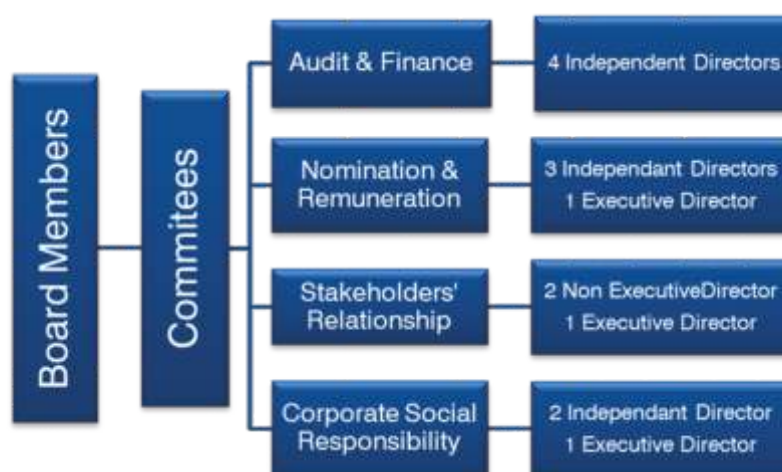 Board Members
Commitees
Audit & Finance
4 Independent Directors
Nomination &
Remuneration
3 Independant Directors
1 Executive Director
Stakeholders'
Relationship
2 Non ExecutiveDirector
1 Executive Director
Corporate Social
Responsibility
2 Independant Director
1 Executive Director